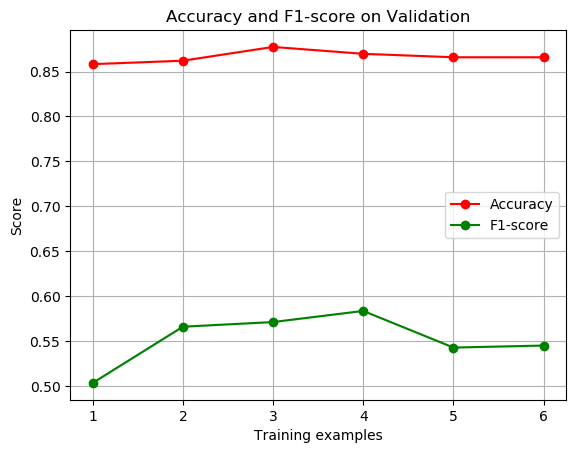 Accuracy and F1-score on Validation
Score
0.85
0.80
0.75
0.70
0.65
0.60
0.55
0.50
Accuracy
F1-score
1 2 3 4 5 6
Training examples